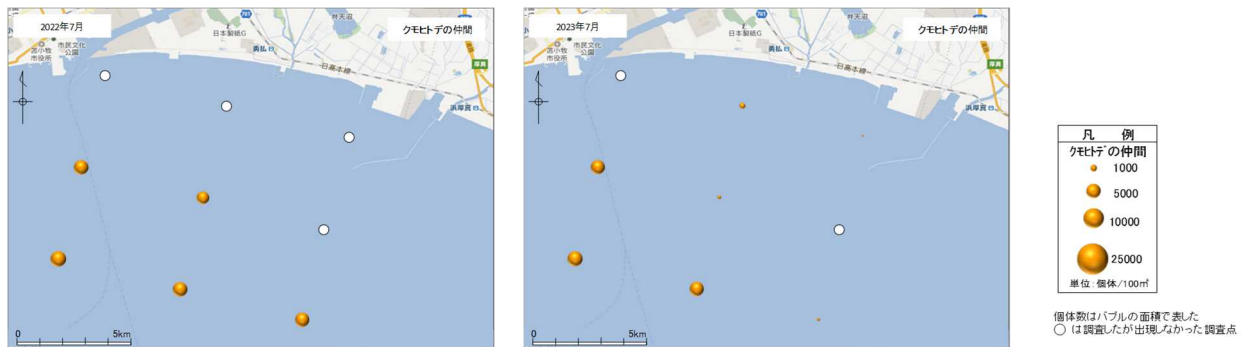 2022年7月
クモヒトデの仲間
781
弁天沼
日本製紙G
市民文化
公園
苫小牧
市役所
勇払
日高本線
厚真
浜厚真
0
5km
2023年7月
クモヒトデの仲間
781
弁天沼
日本製紙G
市民文化
公園
苫小牧
市役所
勇払
日高本線
厚真
浜厚真
0
5km
凡 例
クモヒトデの仲間
1000
5000
10000
25000
単位:個体/100㎡
個体数はバブルの面積で表した
○ は調査したが出現しなかった調査点